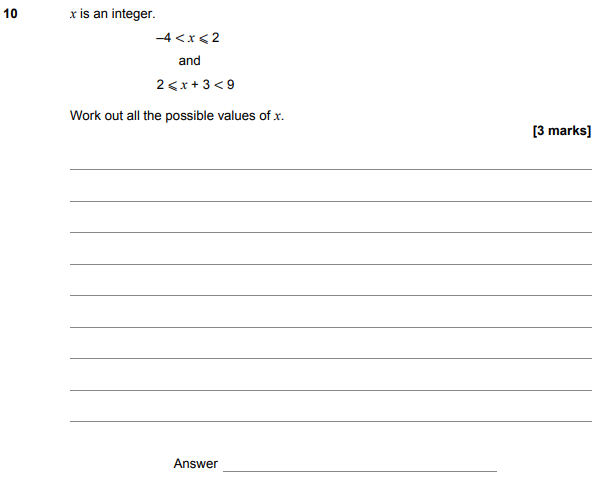 10 x is an integer.
–4 < x ⩽ 2
and
2 ⩽ x + 3 < 9
Work out all the possible values of x.
[3 marks]
Answer